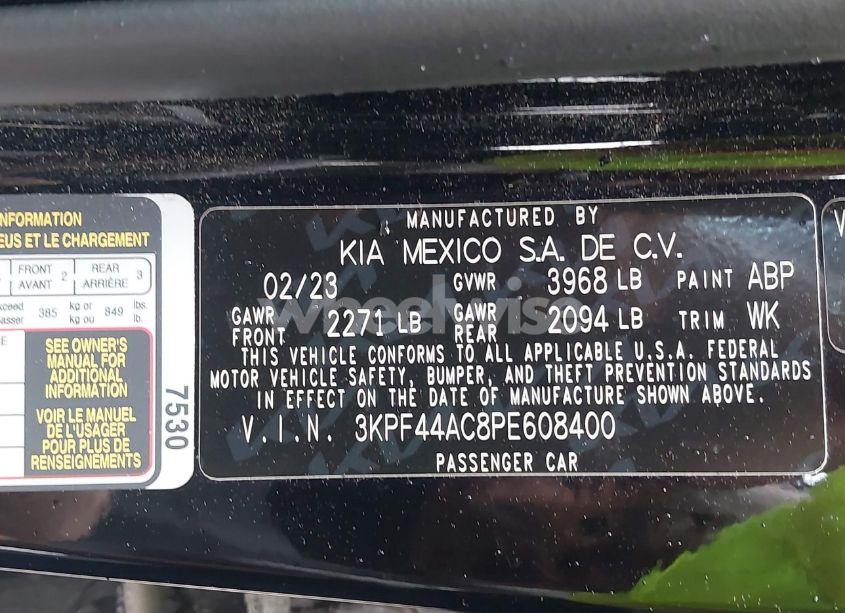 INFORMATION
EUS ET LE CHARGEMENT
FRONT 2 REAR 3
AVANT ARRIÈRE
xceed 385 kg or 849 lbs.
passer kg ou lb.
SEE OWNER'S
MANUAL FOR
ADDITIONAL
INFORMATION
VOIR LE MANUEL
DE L'USAGER
POUR PLUS DE
RENSEIGNEMENTS
7530
MANUFACTURED BY
KIA MEXICO S.A. DE C.V.
02/23 GVWR 3968 LB PAINT ABP
GAWR FRONT 2271 LB GAWR REAR 2094 LB TRIM WK
THIS VEHICLE CONFORMS TO ALL APPLICABLE U.S.A. FEDERAL
MOTOR VEHICLE SAFETY, BUMPER, AND THEFT PREVENTION STANDARDS
IN EFFECT ON THE DATE OF MANUFACTURE SHOWN ABOVE.
V.I.N. 3KPF44AC8PE608400
PASSENGER CAR
wheelwise
V